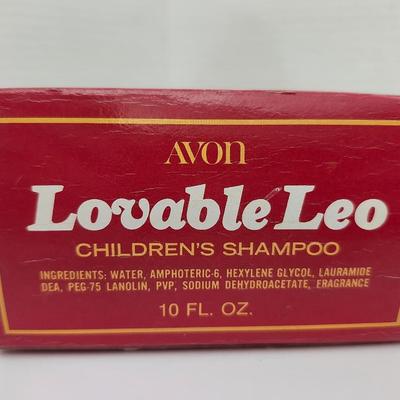 AVON
Lovable Leo
CHILDREN'S SHAMPOO
INGREDIENTS: WATER, AMPHOTERIC-6, HEXYLENE GLYCOL, LAURAMIDE
DEA, PEG-75 LANOLIN, PVP, SODIUM DEHYDROACETATE, FRAGRANCE
10 FL. OZ.